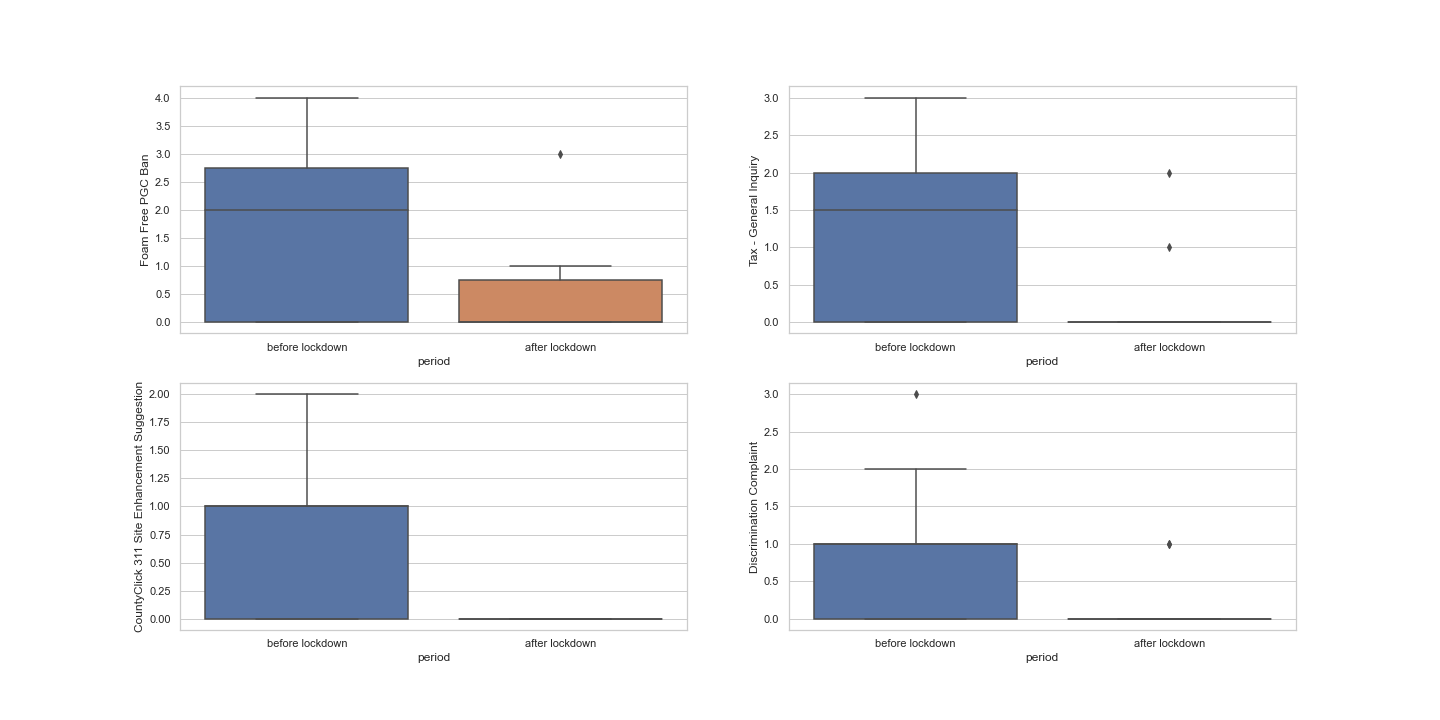 Foam Free PGC Ban
4.0
3.5
3.0
2.5
2.0
1.5
1.0
0.5
0.0
before lockdown
after lockdown
period
Tax - General Inquiry
3.0
2.5
2.0
1.5
1.0
0.5
0.0
before lockdown
after lockdown
period
CountyClick 311 Site Enhancement Suggestion
2.00
1.75
1.50
1.25
1.00
0.75
0.50
0.25
0.00
before lockdown
after lockdown
period
Discrimination Complaint
3.0
2.5
2.0
1.5
1.0
0.5
0.0
before lockdown
after lockdown
period